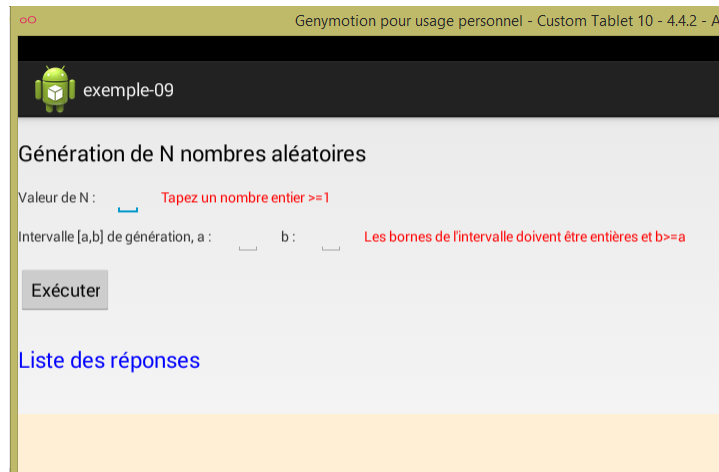 Genymotion pour usage personnel - Custom Tablet 10 - 4.4.2 - A
exemple-09
Génération de N nombres aléatoires
Valeur de N : Tapez un nombre entier >=1
Intervalle [a,b] de génération, a : b : Les bornes de l'intervalle doivent être entières et b>=a
Exécuter
Liste des réponses